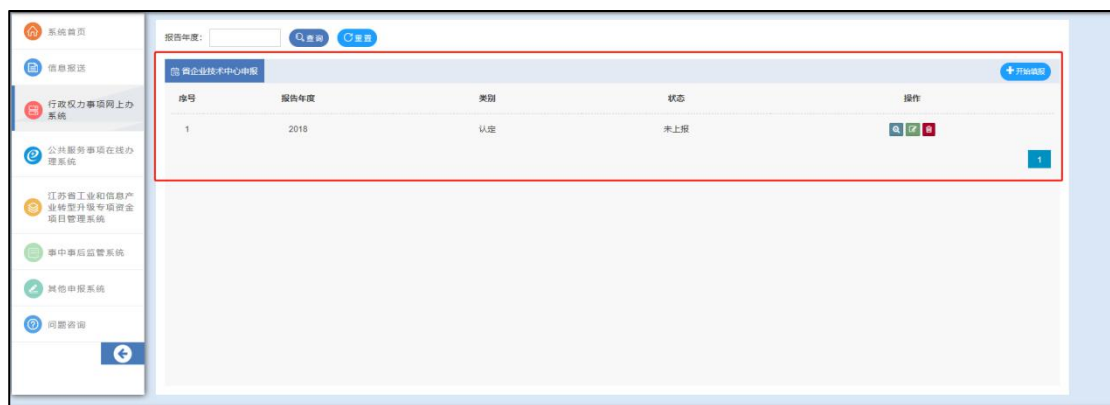 系统首页
信息报送
行政权力事项网上办
系统
公共服务事项在线办
理系统
江苏省工业和信息产
业转型升级专项资金
项目管理系统
事中事后监管系统
其他申报系统
问题咨询
报告年度:
查询
重置
省企业技术中心申报
开始填报
序号 报告年度 类别 状态 操作
1 2018 认定 未上报
1